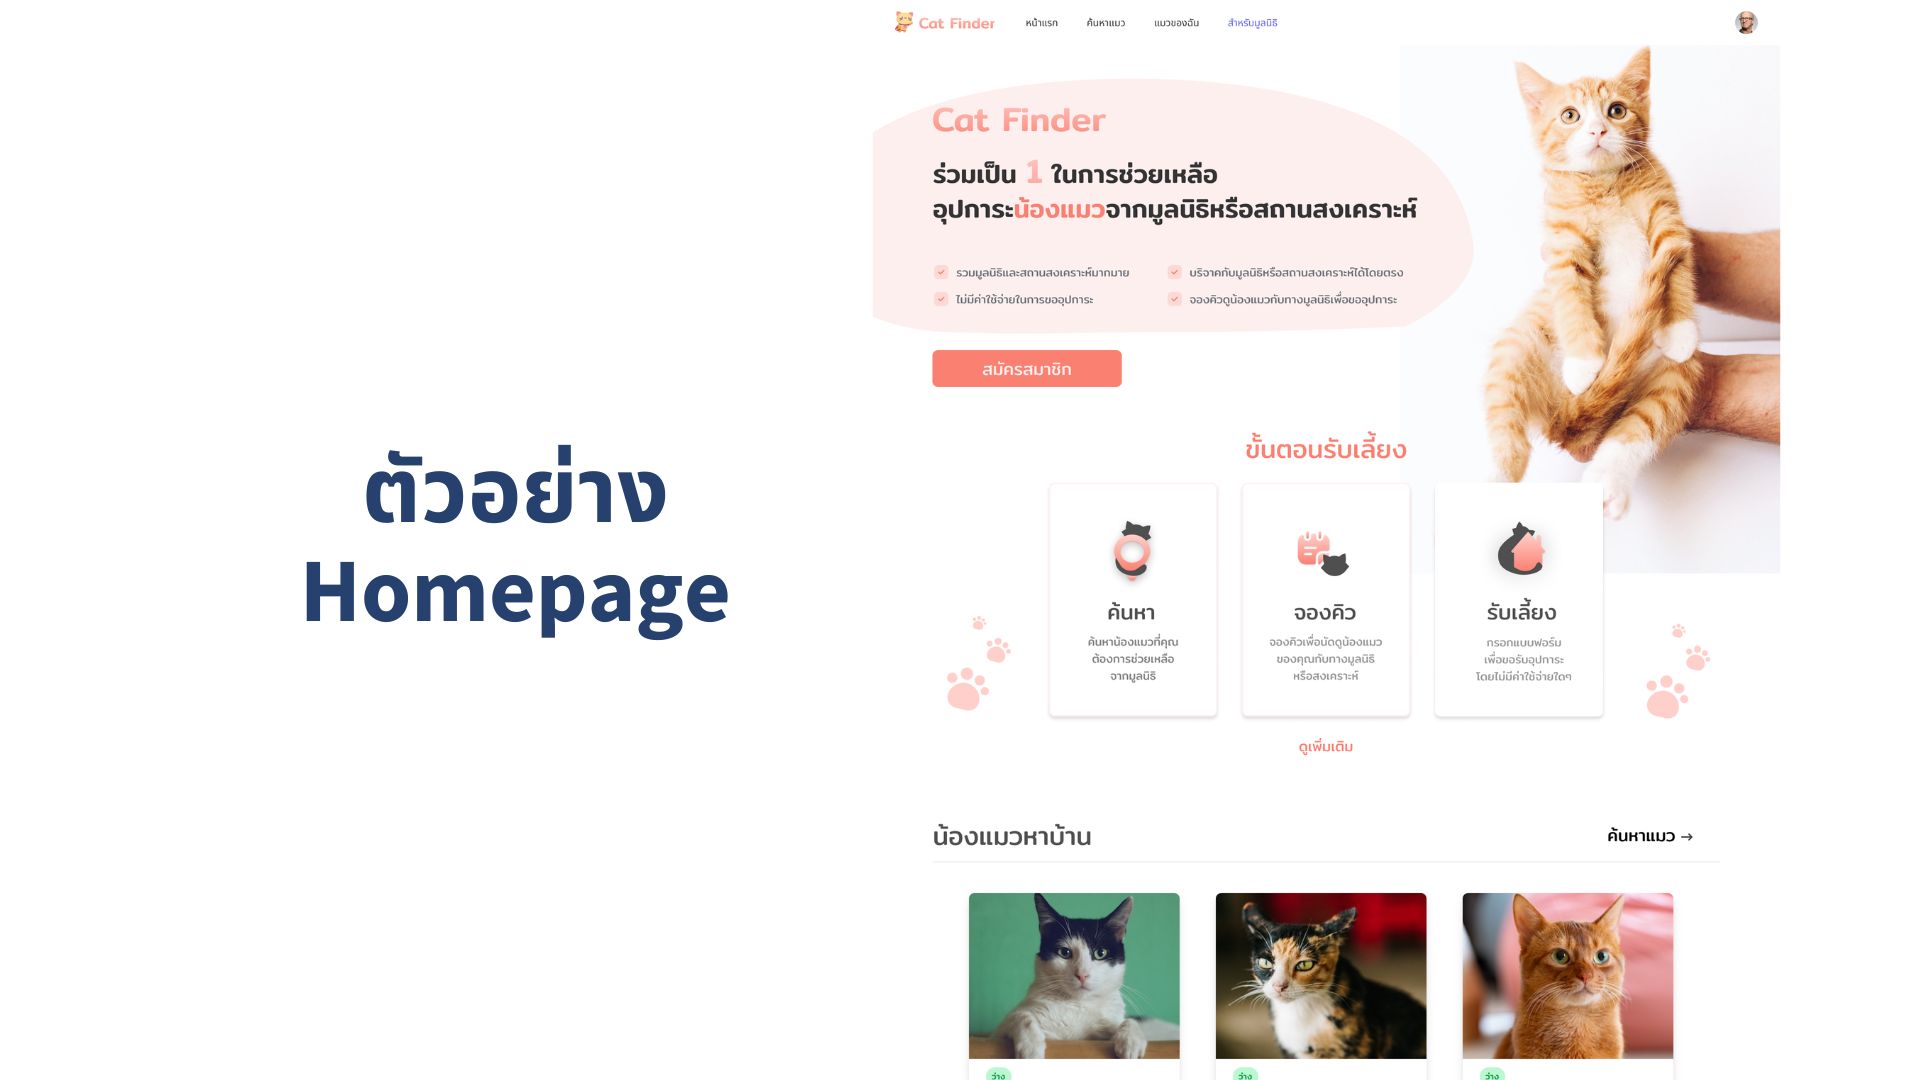 ตัวอย่าง
Homepage
Cat Finder
หน้าแรก
ค้นหาแมว
แมวของฉัน
สำหรับมูลนิธิ
Cat Finder
ร่วมเป็น 1 ในการช่วยเหลือ
อุปการะน้องแมวจากมูลนิธิหรือสถานสงเคราะห์
รวมมูลนิธิและสถานสงเคราะห์มากมาย
บริจาคกับมูลนิธิหรือสถานสงเคราะห์ได้โดยตรง
ไม่มีค่าใช้จ่ายในการขออุปการะ
จองคิวดูน้องแมวกับทางมูลนิธิเพื่อขออุปการะ
สมัครสมาชิก
ขั้นตอนรับเลี้ยง
ค้นหา
ค้นหาน้องแมวที่คุณ
ต้องการช่วยเหลือ
จากมูลนิธิ
จองคิว
จองคิวเพื่อนัดดูน้องแมว
ของคุณกับทางมูลนิธิ
หรือสงเคราะห์
รับเลี้ยง
กรอกแบบฟอร์ม
เพื่อขอรับอุปการะ
โดยไม่มีค่าใช้จ่ายใดๆ
ดูเพิ่มเติม
น้องแมวหาบ้าน
ค้นหาแมว →
ว่าง
ว่าง
ว่าง